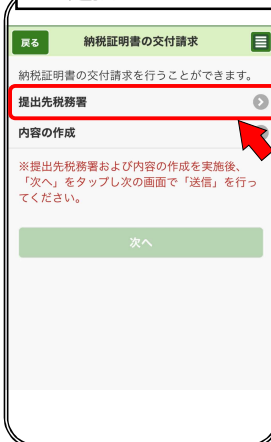 戻る 納税証明書の交付請求
納税証明書の交付請求を行うことができます。
提出先税務署
内容の作成
※提出先税務署および内容の作成を実施後、
「次へ」をタップし次の画面で「送信」を行っ
てください。
次へ